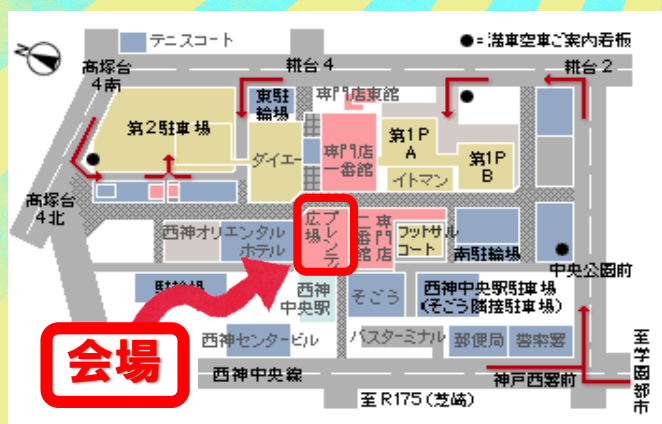 テニスコート
●=満車空車ご案内看板
高塚台
4南
糀台4
糀台2
東駐
輪場
専門店東館
第2駐車場
ダイエー
専門店
一番館
第1P
A
第1P
B
イトマン
高塚台
4北
西神オリエンタル
ホテル
プレンティ
広場
専門店
二番館
フットサル
コート
南駐輪場
中央公園前
駐輪場
西神
中央駅
そごう
西神中央駅駐車場
(そごう隣接駐車場)
会場
西神センタービル
バスターミナル
郵便局
警察署
西神中央線
神戸西署前
至R175(芝崎)
至学園都市